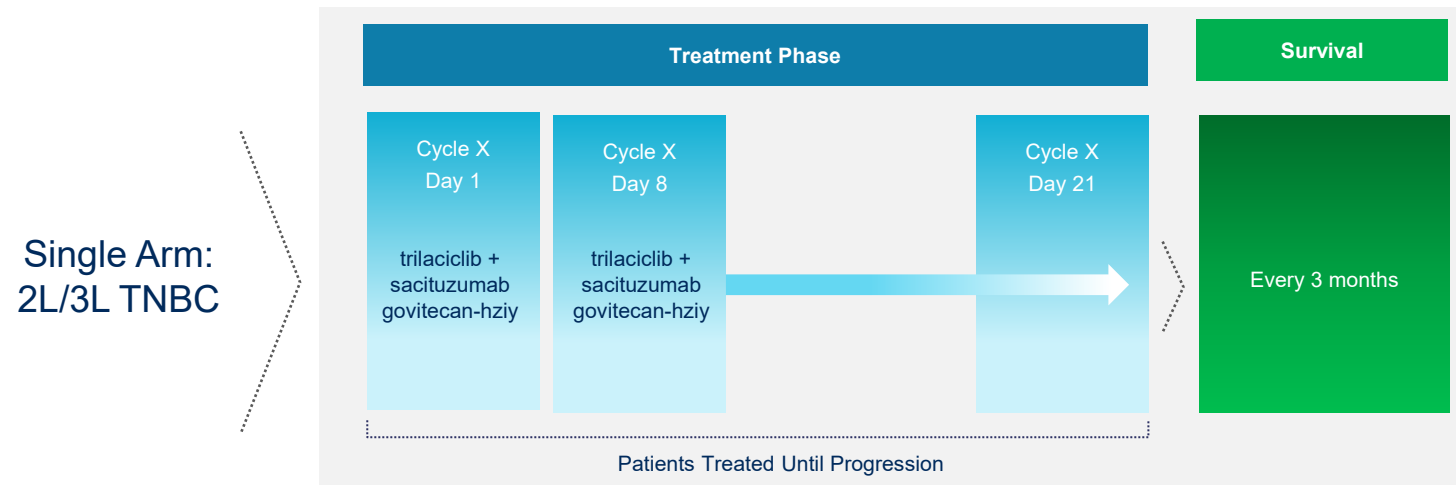 Treatment Phase
Survival
Single Arm:
2L/3L TNBC
Cycle X
Day 1
trilaciclib +
sacituzumab
govitecan-hziy
Cycle X
Day 8
trilaciclib +
sacituzumab
govitecan-hziy
Cycle X
Day 21
Every 3 months
Patients Treated Until Progression